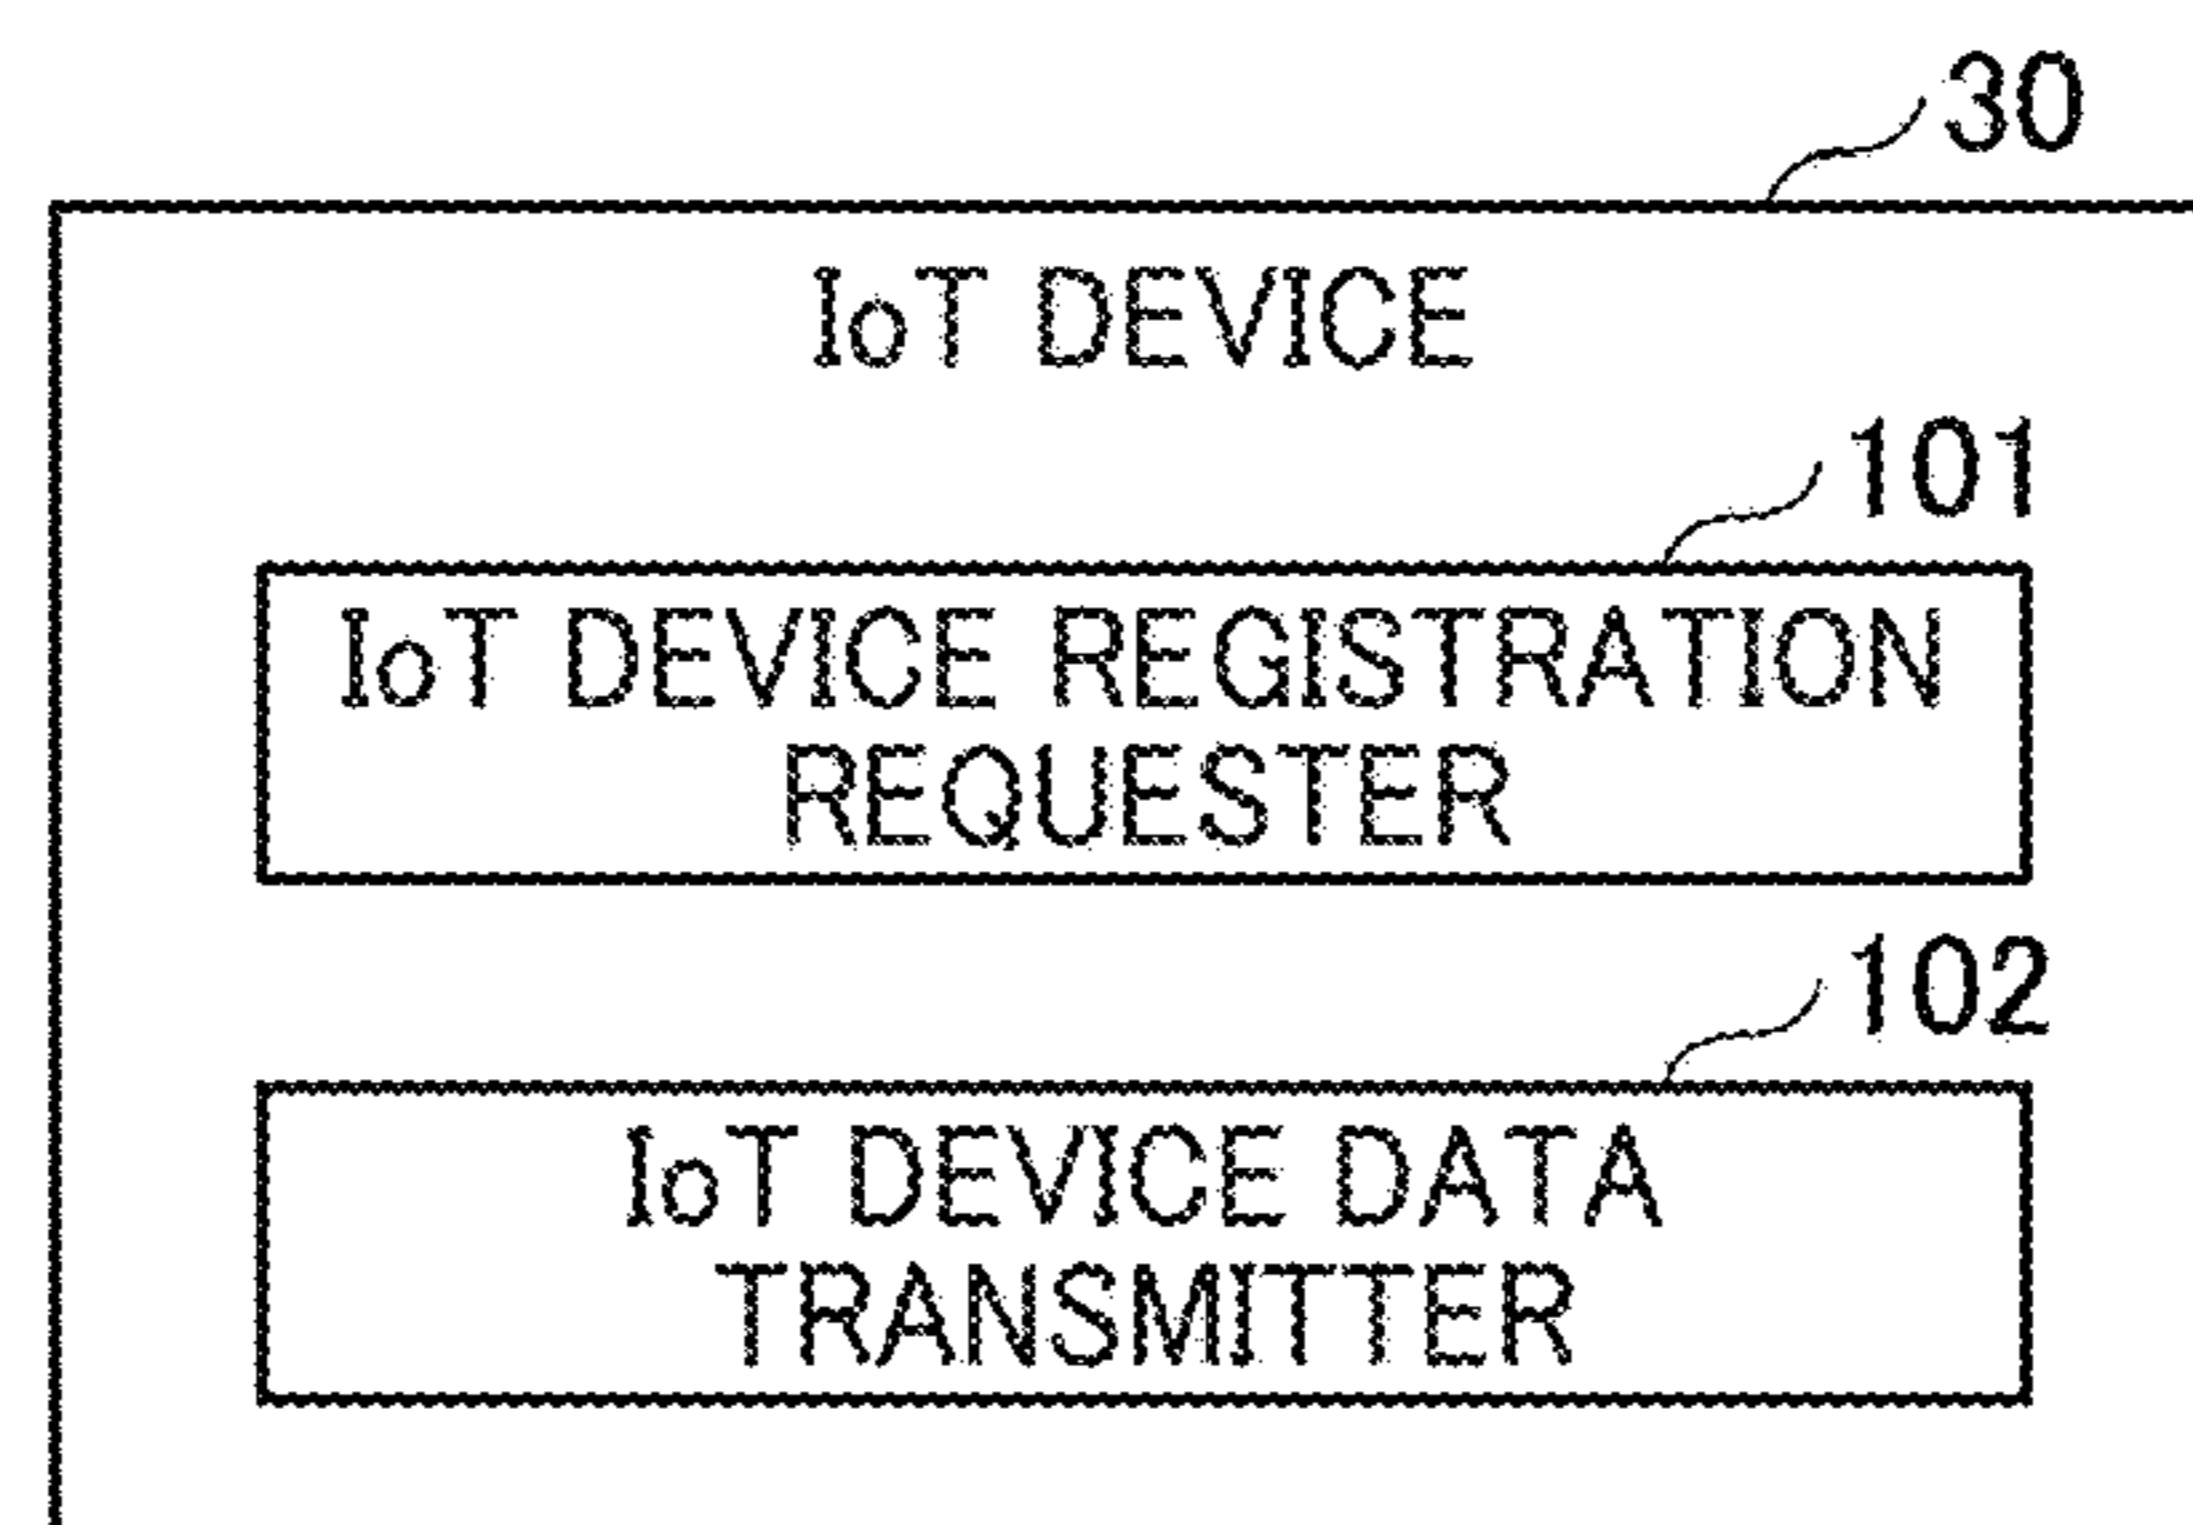 30
IoT DEVICE
101
IoT DEVICE REGISTRATION
REQUESTER
102
IoT DEVICE DATA
TRANSMITTER